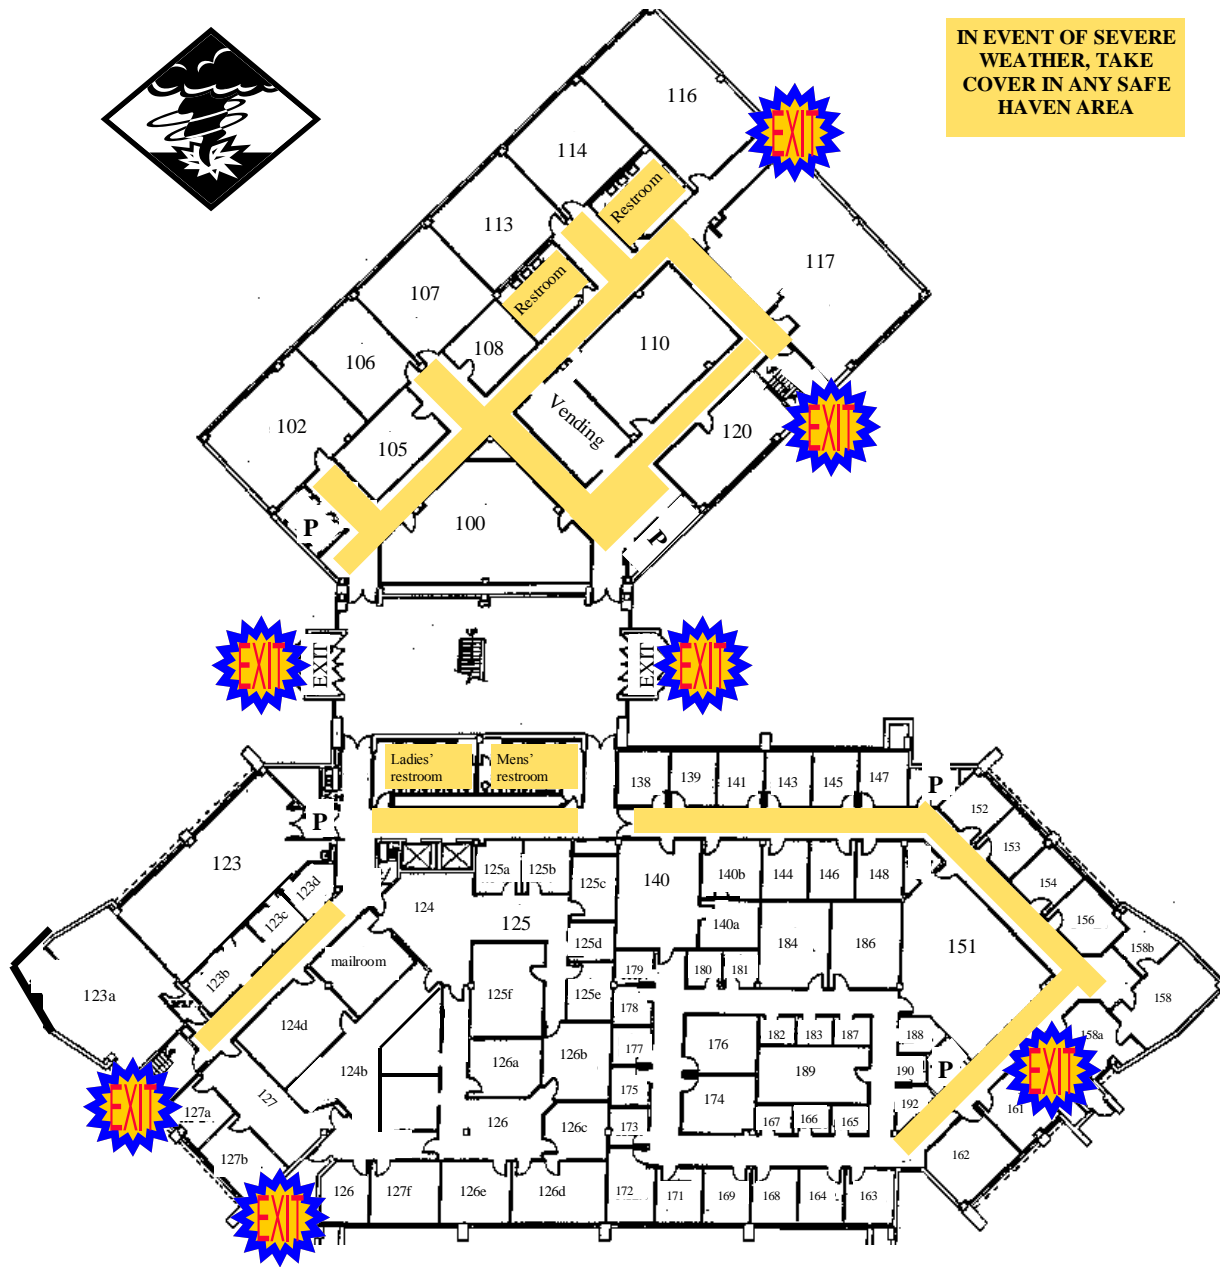 IN EVENT OF SEVERE
WEATHER, TAKE
COVER IN ANY SAFE
HAVEN AREA
116
EXIT
114
Restroom
113
117
107
Restroom
110
106
108
Vending
102
105
120
EXIT
100
P
P
EXIT
EXIT
EXIT
EXIT
Ladies'
restroom
Mens'
restroom
138
139
141
143
145
147
P
152
P
153
123
123d
125a
125b
125c
140
140b
144
146
148
154
123c
124
125
140a
156
184
186
151
158b
125d
mailroom
123b
179
180
181
123a
125f
125e
178
158
124d
182
183
187
188
158a
176
177
126b
126a
189
190
P
EXIT
124b
175
127
174
192
161
EXIT
127a
126
126c
173
167
166
165
162
127b
126
127f
126e
126d
172
171
169
168
164
163
EXIT